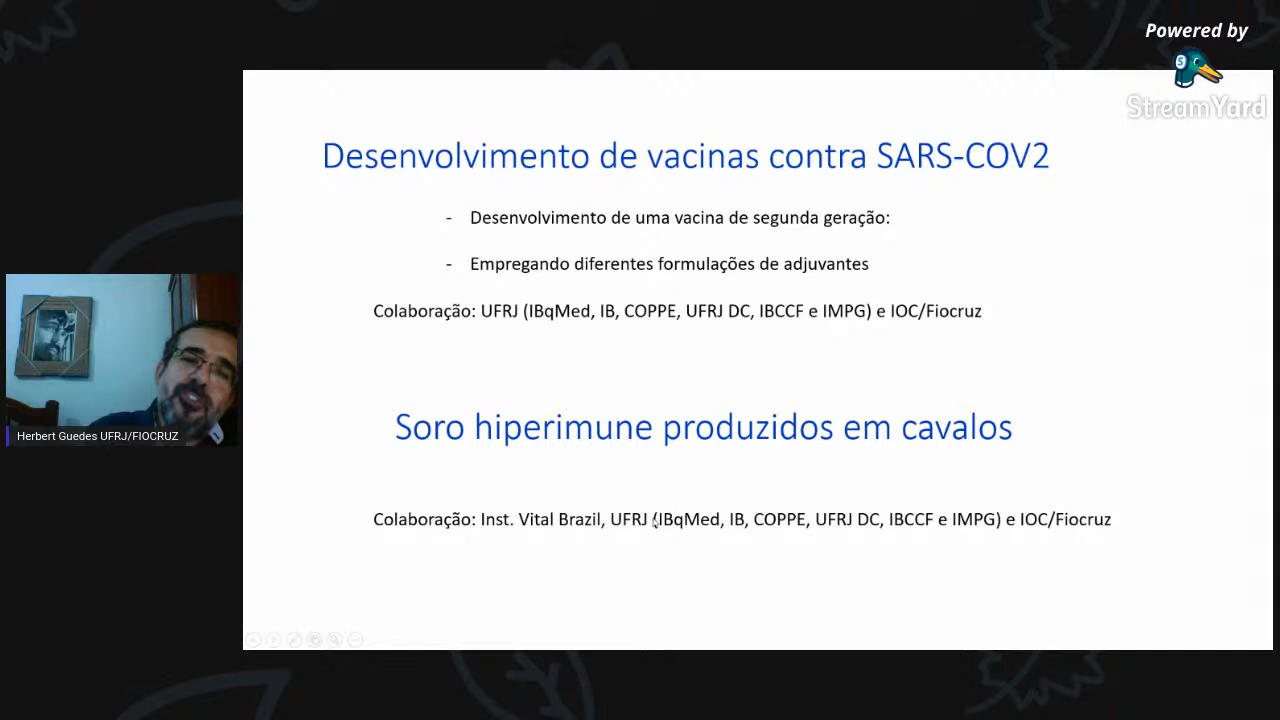 Powered by
StreamYard
Desenvolvimento de vacinas contra SARS-COV2
- Desenvolvimento de uma vacina de segunda geração:
- Empregando diferentes formulações de adjuvantes
Colaboração: UFRJ (IBqMed, IB, COPPE, UFRJ DC, IBCCF e IMPG) e IOC/Fiocruz
Herbert Guedes UFRJ/FIOCRUZ
Soro hiperimune produzidos em cavalos
Colaboração: Inst. Vital Brazil, UFRJ (IBqMed, IB, COPPE, UFRJ DC, IBCCF e IMPG) e IOC/Fiocruz